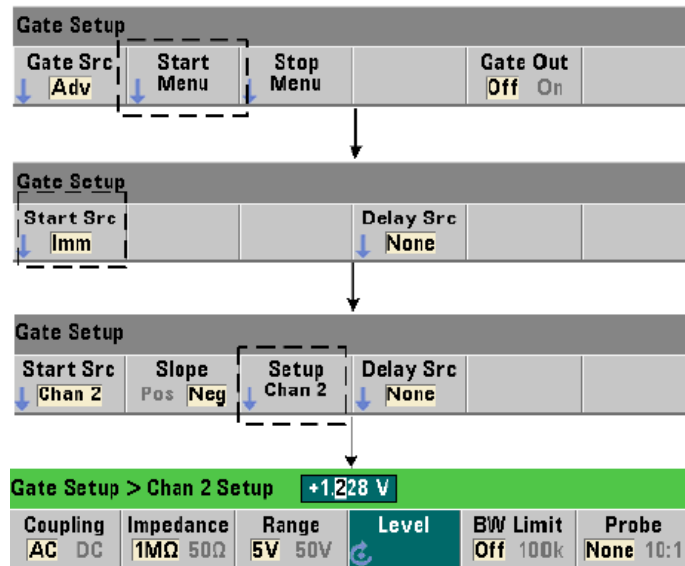 Gate Setup
Gate Src Start Stop Gate Out
Adv Menu Menu Off On
Gate Setup
Start Src Delay Src
Imm None
Gate Setup
Start Src Slope Setup Delay Src
Chan 2 Pos Neg Chan 2 None
Gate Setup > Chan 2 Setup +1.228 V
Coupling Impedance Range Level BW Limit Probe
AC DC 1MΩ 50Ω 5V 50V Off 100k None 10:1